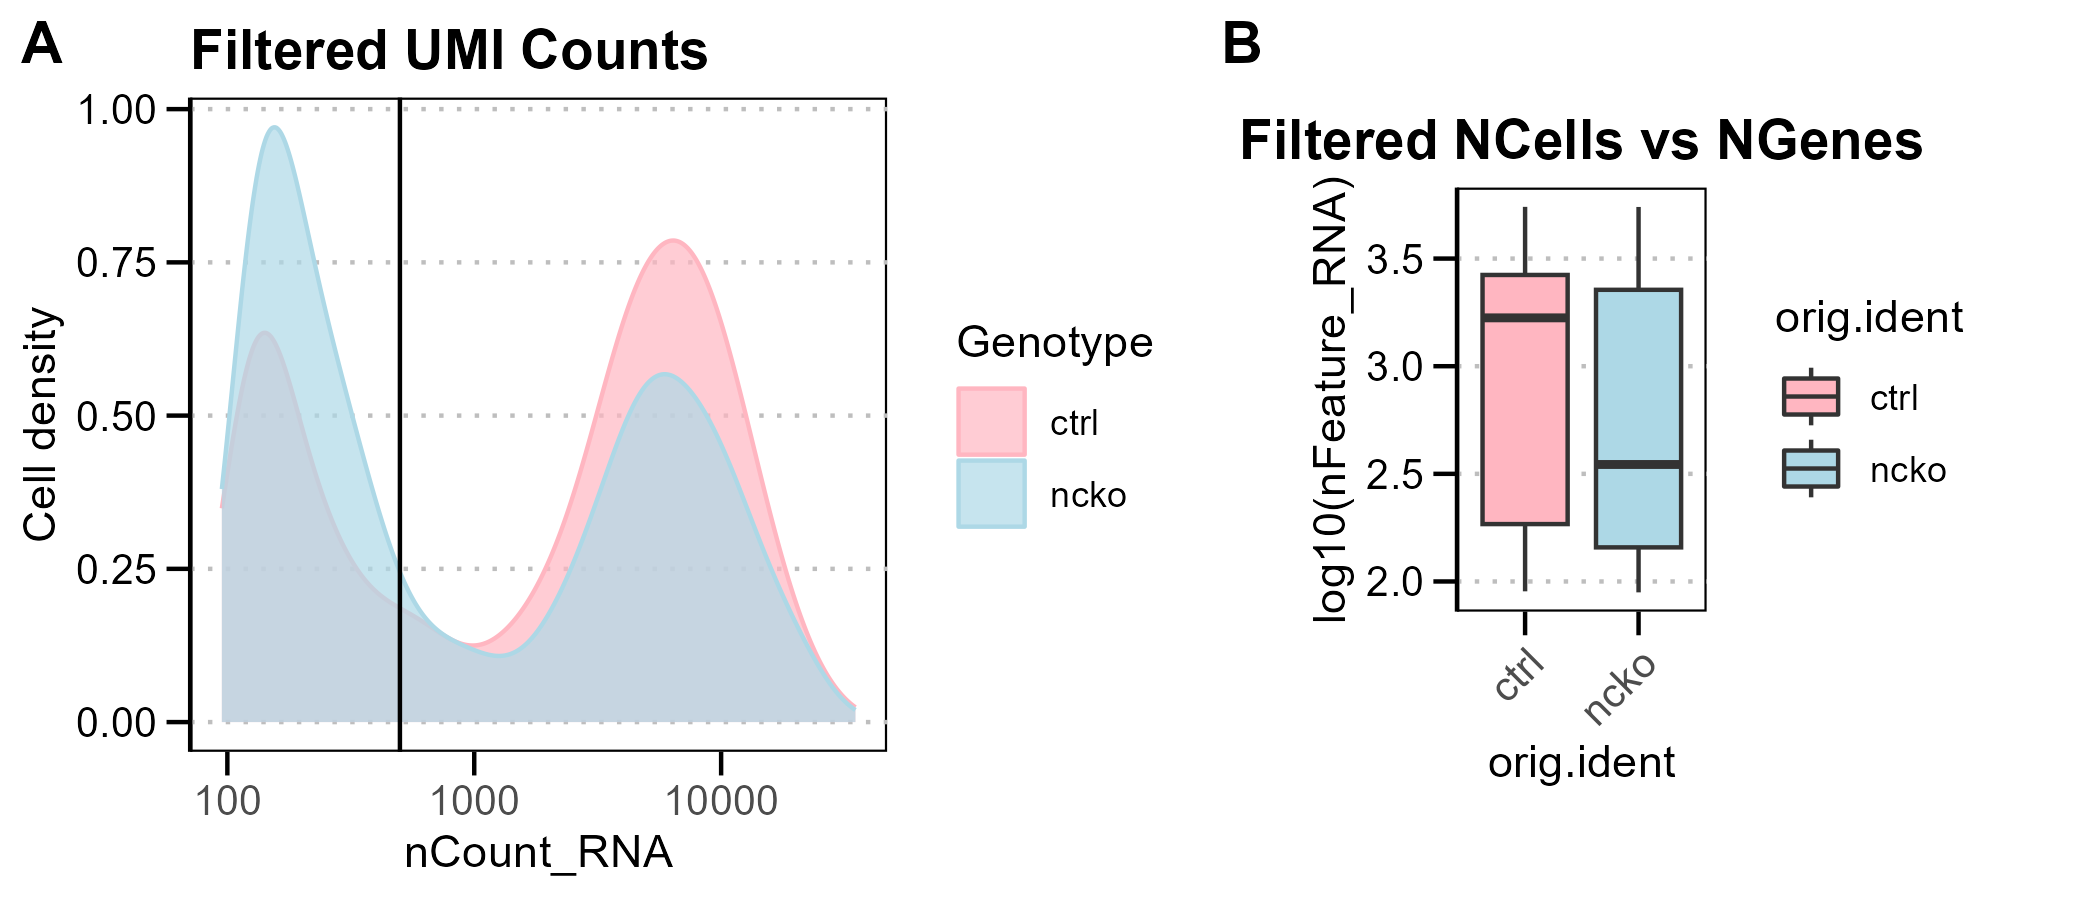 A
Filtered UMI Counts
1.00
0.75
0.50
0.25
0.00
Cell density
100
1000
10000
nCount_RNA
Genotype
ctrl
ncko
B
Filtered NCells vs NGenes
log10(nFeature_RNA)
3.5
3.0
2.5
2.0
ctrl
ncko
orig.ident
orig.ident
ctrl
ncko